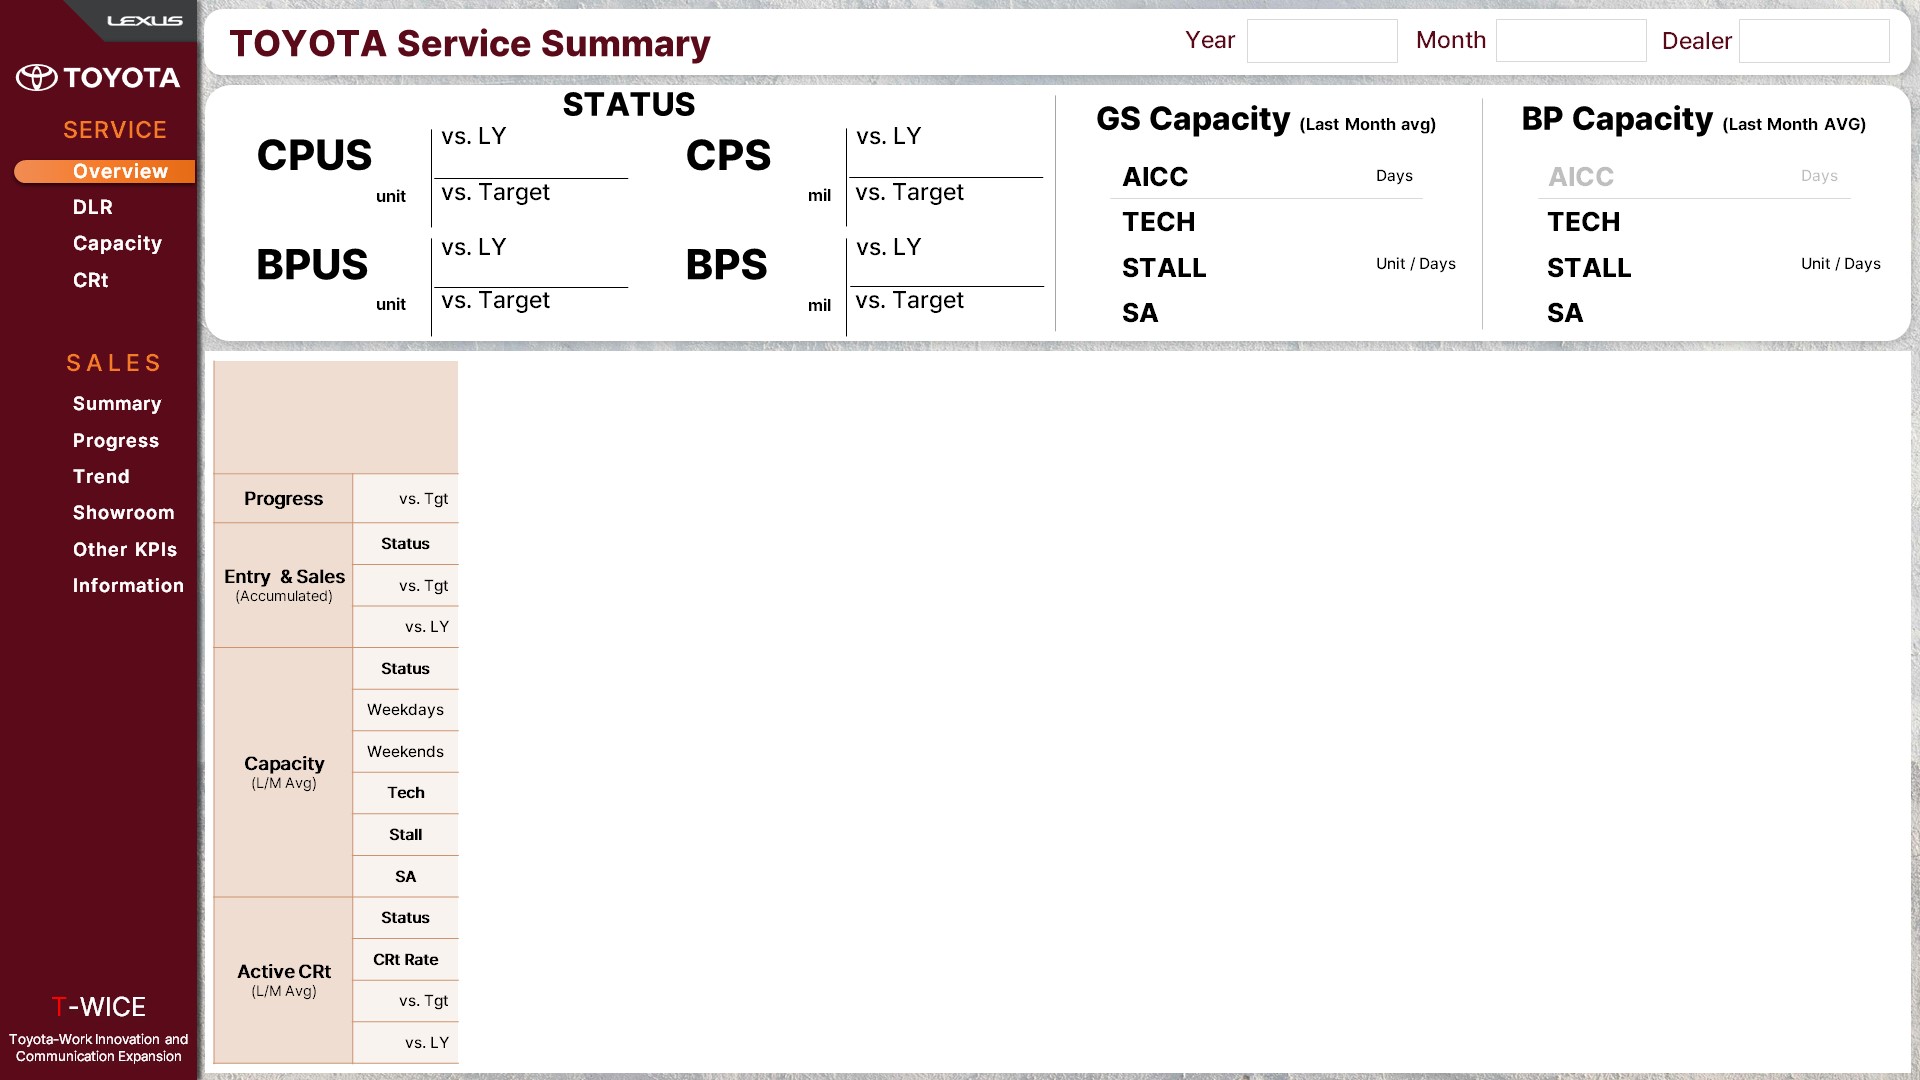 LEXUS
TOYOTA
SERVICE
Overview
DLR
Capacity
CRt
SALES
Summary
Progress
Trend
Showroom
Other KPIs
Information
T-WICE
Toyota-Work Innovation and
Communication Expansion
TOYOTA Service Summary
Year
Month
Dealer
STATUS
CPUS
unit
vs. LY
vs. Target
CPS
mil
vs. LY
vs. Target
BPUS
unit
vs. LY
vs. Target
BPS
mil
vs. LY
vs. Target
GS Capacity (Last Month avg)
AICC Days
TECH
STALL Unit / Days
SA
BP Capacity (Last Month AVG)
AICC Days
TECH
STALL Unit / Days
SA
Progress
vs. Tgt
Entry & Sales
(Accumulated)
Status
vs. Tgt
vs. LY
Capacity
(L/M Avg)
Status
Weekdays
Weekends
Tech
Stall
SA
Active CRt
(L/M Avg)
Status
CRt Rate
vs. Tgt
vs. LY